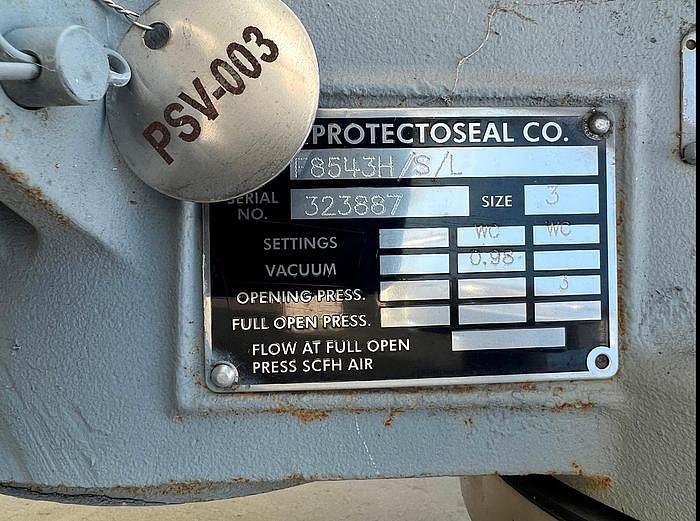 PSV-003
PROTECTOSEAL CO.
F8543H/S/L
SERIAL NO. 323887 SIZE 3
SETTINGS WC WC
VACUUM 0.98
OPENING PRESS. 3
FULL OPEN PRESS.
FLOW AT FULL OPEN
PRESS SCFH AIR